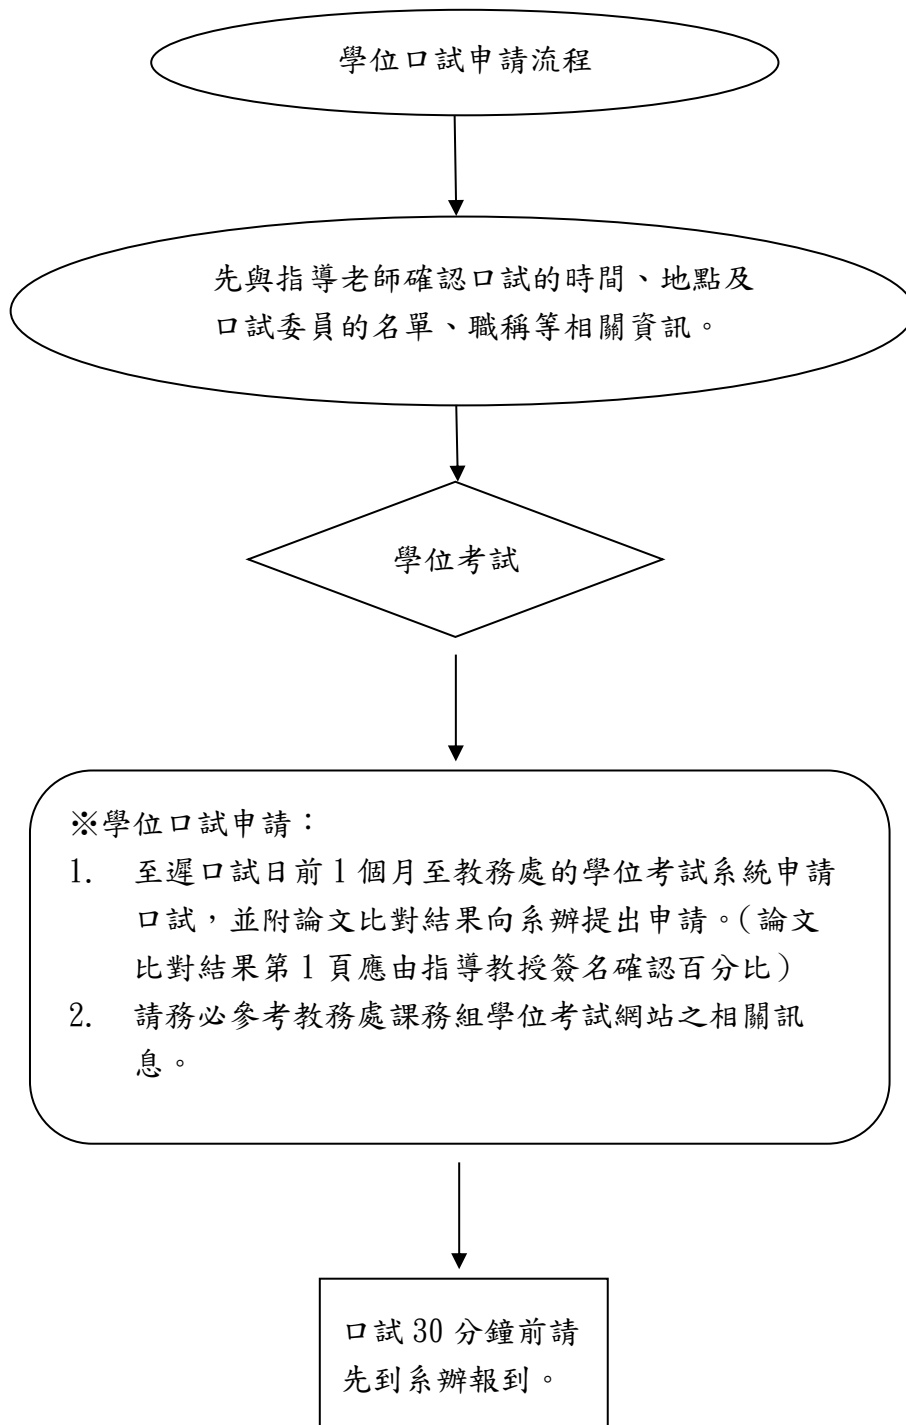 學位口試申請流程
先與指導老師確認口試的時間、地點及
口試委員的名單、職稱等相關資訊。
學位考試
※學位口試申請：
1. 至遲口試日前1個月至教務處的學位考試系統申請
口試，並附論文比對結果向系辦提出申請。(論文
比對結果第1頁應由指導教授簽名確認百分比)
2. 請務必參考教務處課務組學位考試網站之相關訊
息。
口試30分鐘前請
先到系辦報到。